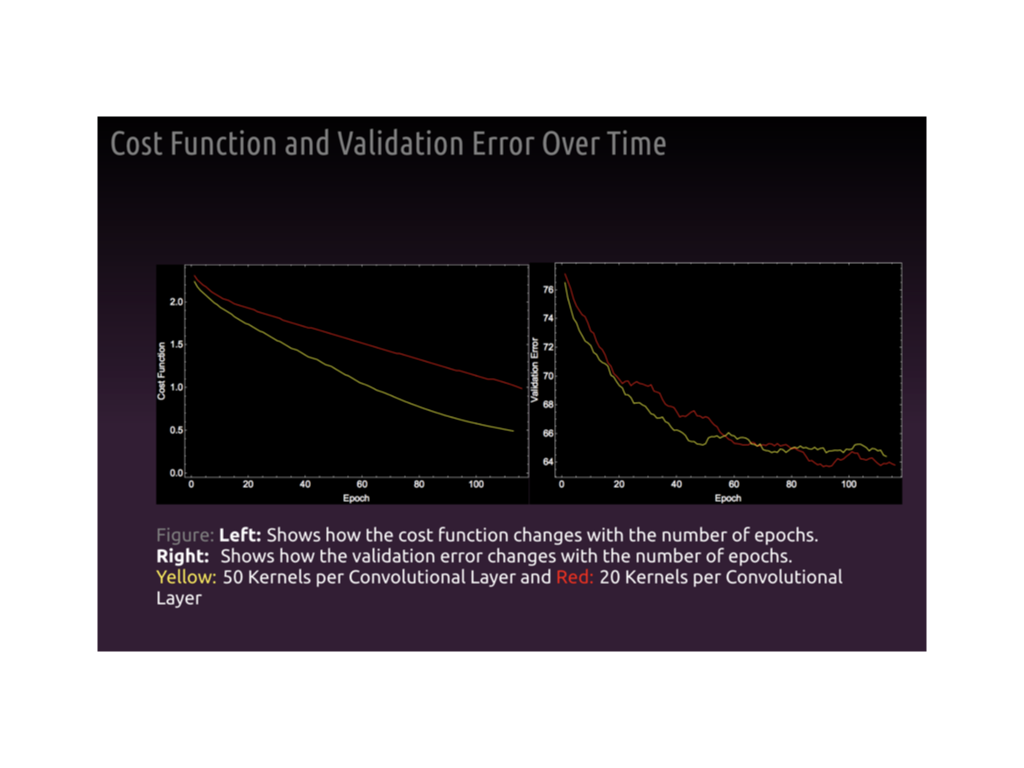 Cost Function and Validation Error Over Time
2.0
1.5
1.0
0.5
0.0
Cost Function
0 20 40 60 80 100
Epoch
76
74
72
70
68
66
64
Validation Error
0 20 40 60 80 100
Epoch
Figure: Left: Shows how the cost function changes with the number of epochs.
Right: Shows how the validation error changes with the number of epochs.
Yellow: 50 Kernels per Convolutional Layer and Red: 20 Kernels per Convolutional
Layer